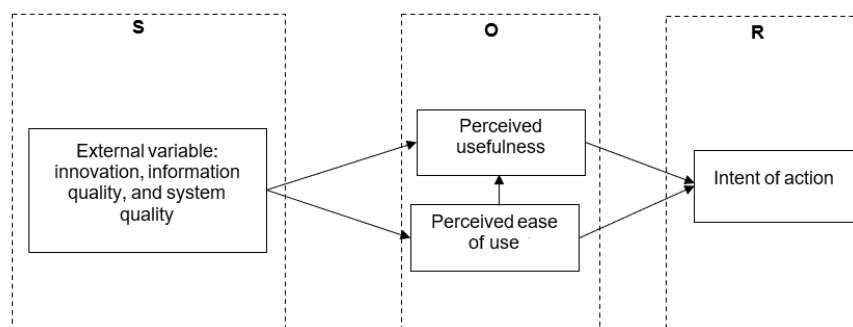 S
External variable:
innovation, information
quality, and system
quality
O
Perceived
usefulness
Perceived ease
of use
R
Intent of action